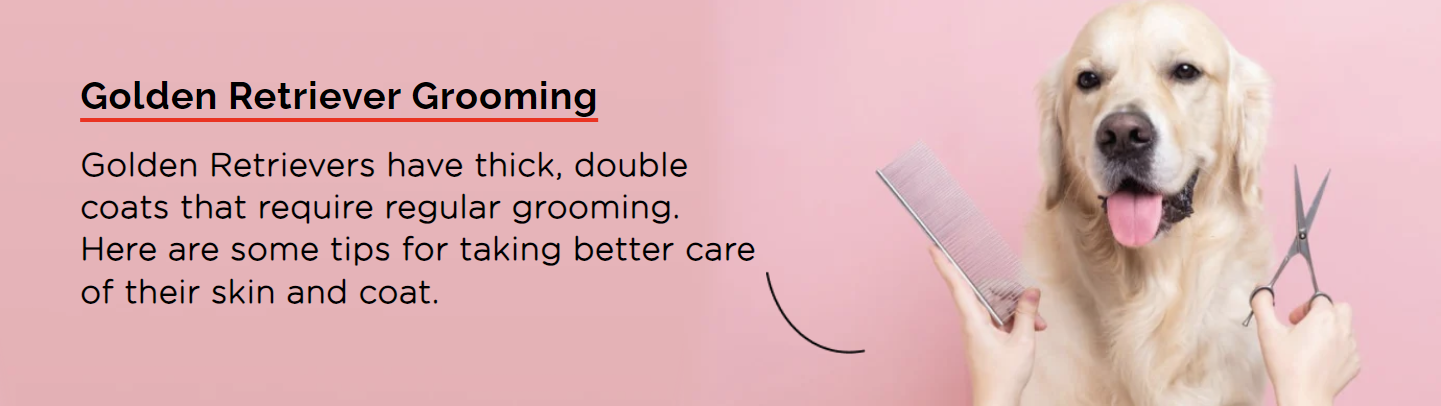 Golden Retriever Grooming
Golden Retrievers have thick, double
coats that require regular grooming.
Here are some tips for taking better care
of their skin and coat.